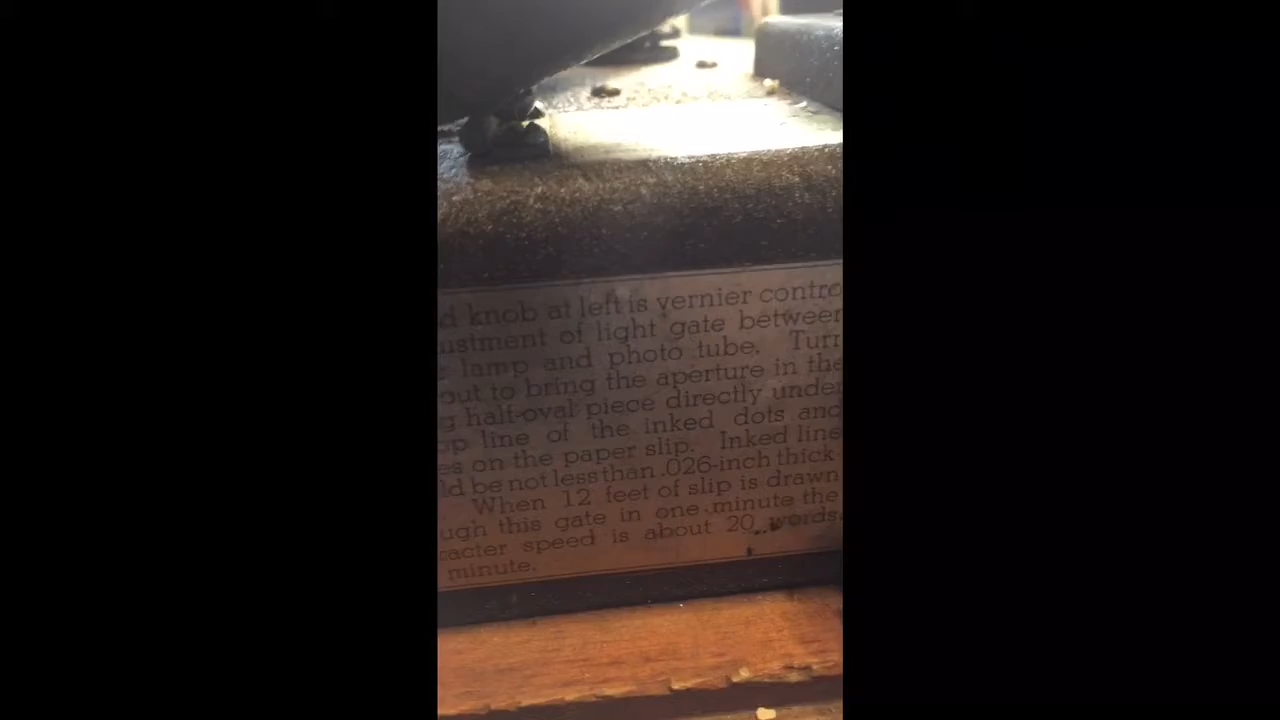 d knob at left is vernier contro
ustment of light gate between
e lamp and photo tube. Turn
out to bring the aperture in the
g half-oval piece directly under
op line of the inked dots and
es on the paper slip. Inked line
ld be not less than .026-inch thick
When 12 feet of slip is drawn
ugh this gate in one minute the
racter speed is about 20 words
minute.